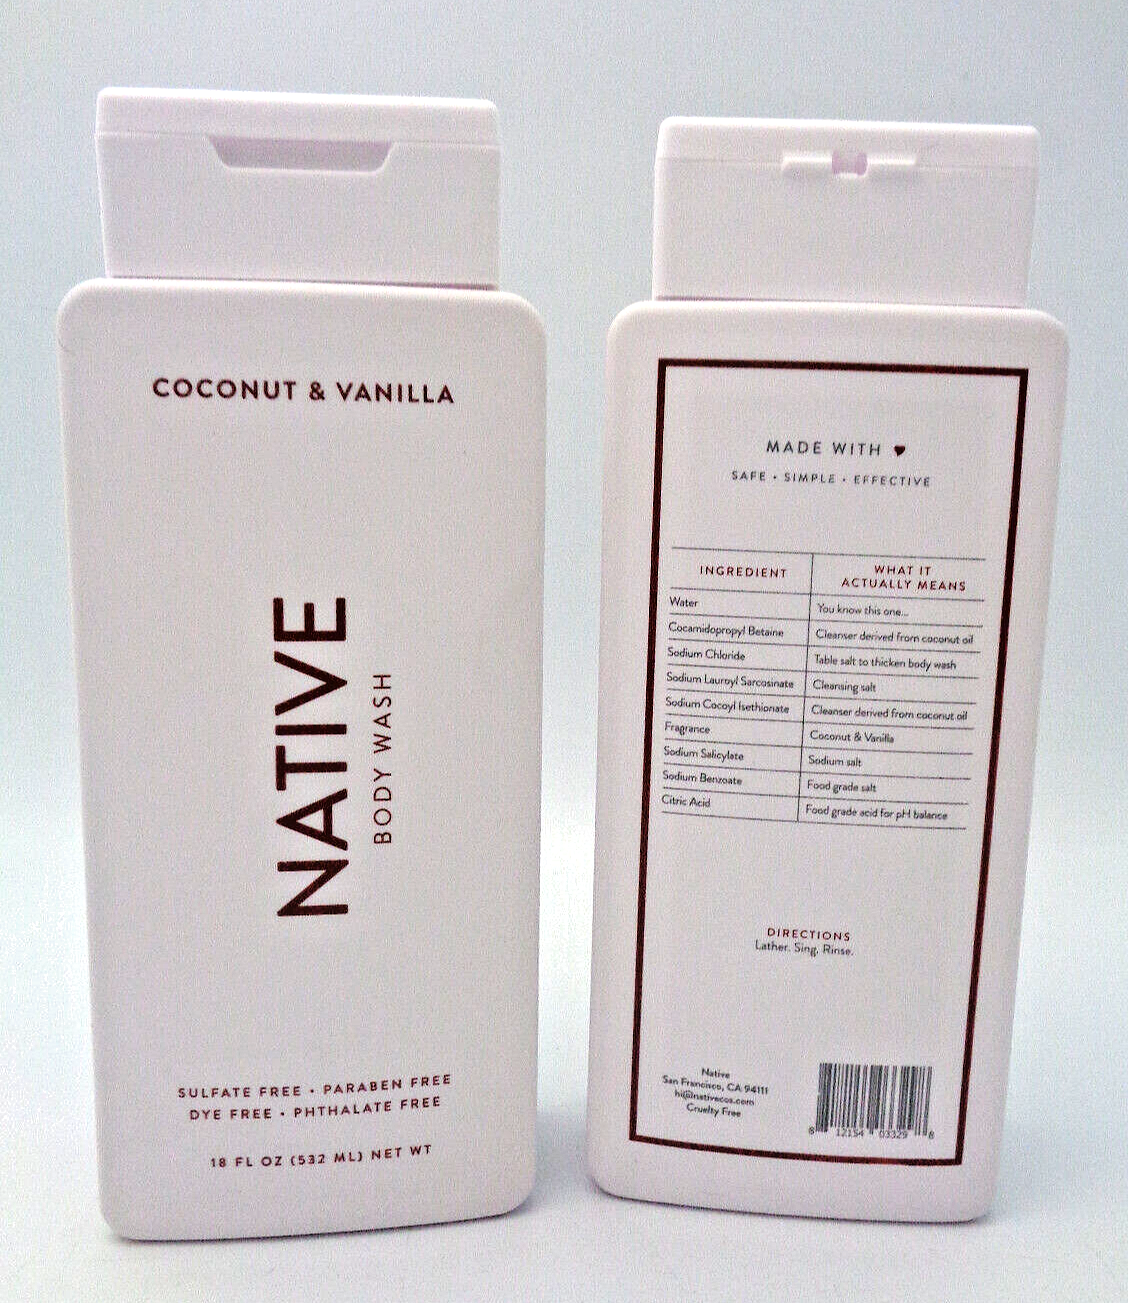 COCONUT & VANILLA
NATIVE
BODY WASH
SULFATE FREE • PARABEN FREE
DYE FREE • PHTHALATE FREE
18 FL OZ (532 ML) NET WT
MADE WITH ♥
SAFE • SIMPLE • EFFECTIVE
INGREDIENT
WHAT IT
ACTUALLY MEANS
Water
You know this one...
Cocamidopropyl Betaine
Cleanser derived from coconut oil
Sodium Chloride
Table salt to thicken body wash
Sodium Lauroyl Sarcosinate
Cleansing salt
Sodium Cocoyl Isethionate
Cleanser derived from coconut oil
Fragrance
Coconut & Vanilla
Sodium Salicylate
Sodium salt
Sodium Benzoate
Food grade salt
Citric Acid
Food grade acid for pH balance
DIRECTIONS
Lather. Sing. Rinse.
Native
San Francisco, CA 94111
hi@nativecos.com
Cruelty Free
8 12154 03329 8